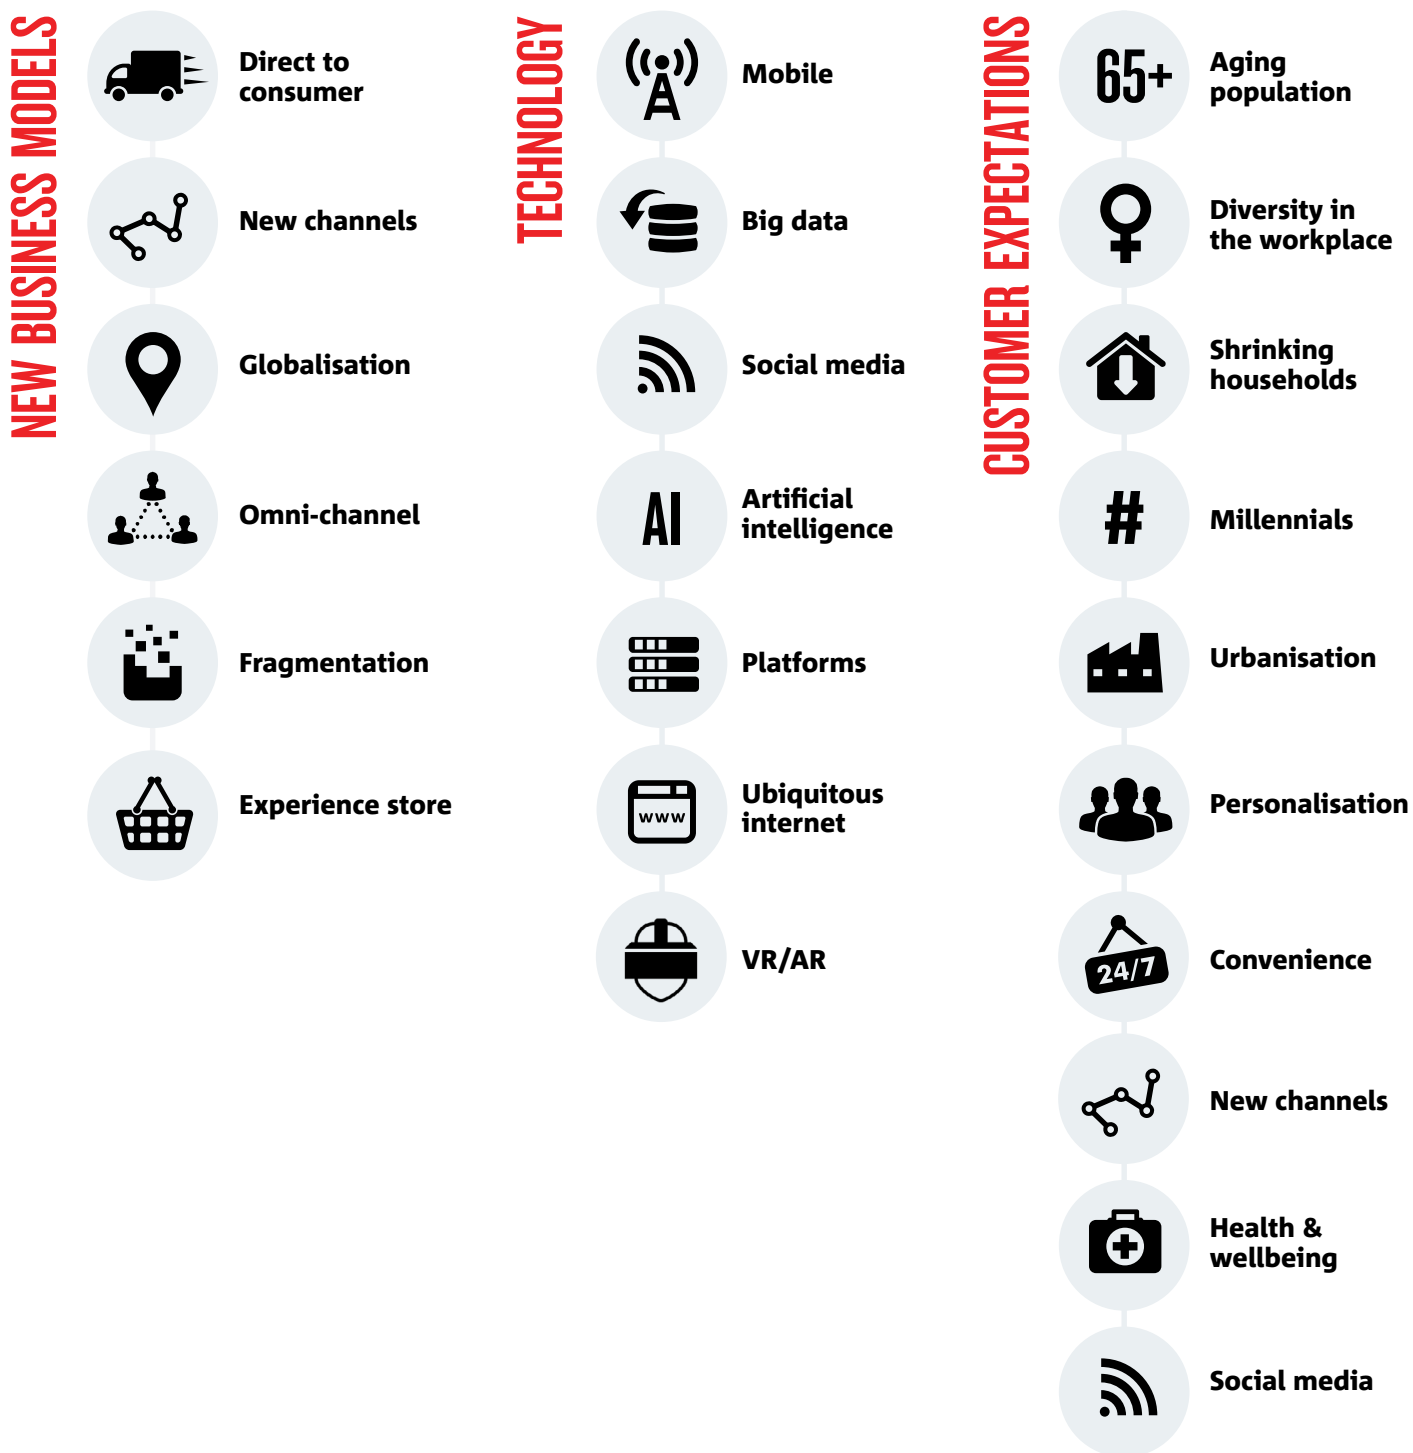 NEW BUSINESS MODELS
Direct to
consumer
New channels
Globalisation
Omni-channel
Fragmentation
Experience store
TECHNOLOGY
Mobile
Big data
Social media
AI
Artificial
intelligence
Platforms
www
Ubiquitous
internet
VR/AR
CUSTOMER EXPECTATIONS
65+
Aging
population
Diversity in
the workplace
Shrinking
households
#
Millennials
Urbanisation
Personalisation
24/7
Convenience
New channels
Health &
wellbeing
Social media